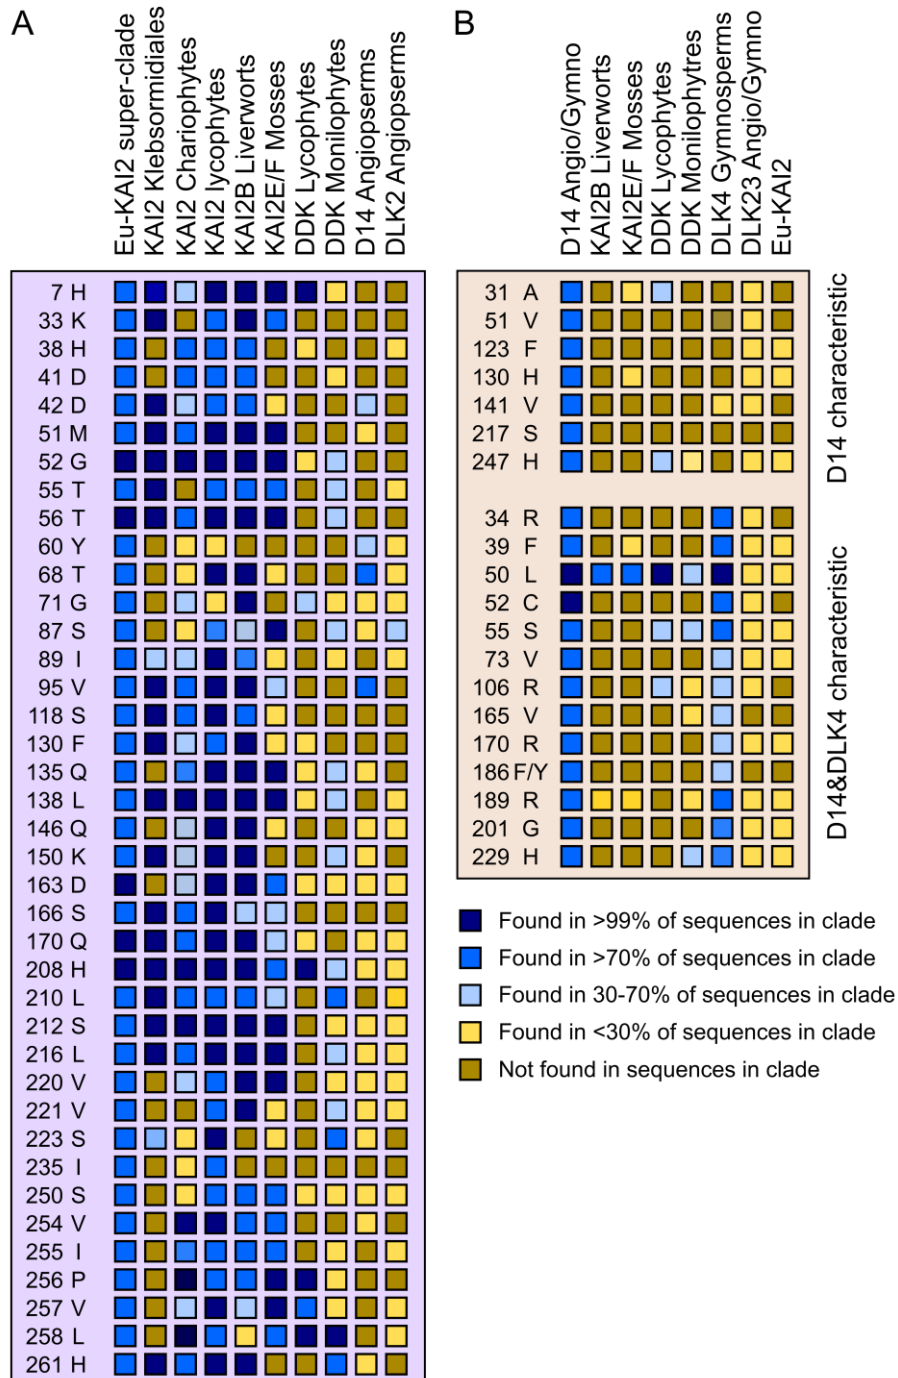 A
Eu-KAI2 super-clade
KAI2 Klebsormidiales
KAI2 Chariophytes
KAI2 lycophytes
KAI2B Liverworts
KAI2E/F Mosses
DDK Lycophytes
DDK Monilophytes
D14 Angiopserms
DLK2 Angiosperms
7 H
33 K
38 H
41 D
42 D
51 M
52 G
55 T
56 T
60 Y
68 T
71 G
87 S
89 I
95 V
118 S
130 F
135 Q
138 L
146 Q
150 K
163 D
166 S
170 Q
208 H
210 L
212 S
216 L
220 V
221 V
223 S
235 I
250 S
254 V
255 I
256 P
257 V
258 L
261 H
B
D14 Angio/Gymno
KAI2B Liverworts
KAI2E/F Mosses
DDK Lycophytes
DDK Monilophytres
DLK4 Gymnosperms
DLK23 Angio/Gymno
Eu-KAI2
31 A
51 V
123 F
130 H
141 V
217 S
247 H
D14 characteristic
34 R
39 F
50 L
52 C
55 S
73 V
106 R
165 V
170 R
186 F/Y
189 R
201 G
229 H
D14&DLK4 characteristic
Found in >99% of sequences in clade
Found in >70% of sequences in clade
Found in 30-70% of sequences in clade
Found in <30% of sequences in clade
Not found in sequences in clade